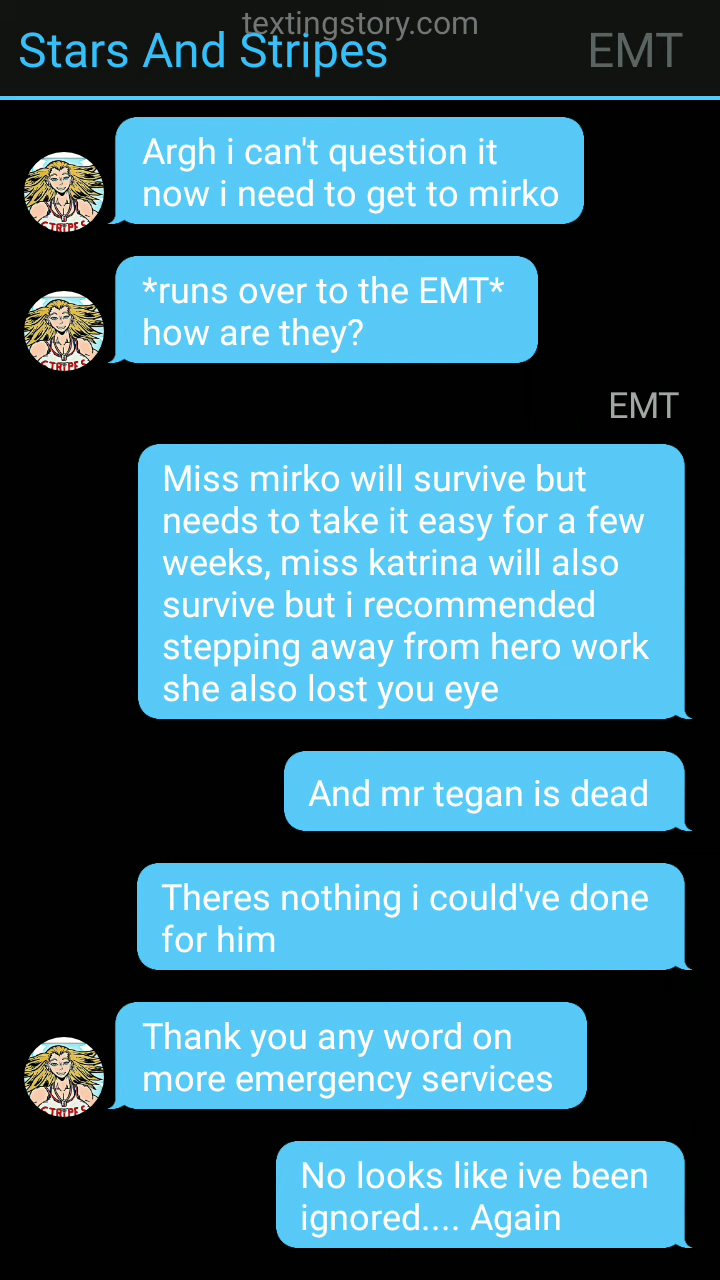 textingstory.com
Stars And Stripes
EMT
Argh i can't question it
now i need to get to mirko
*runs over to the EMT*
how are they?
EMT
Miss mirko will survive but
needs to take it easy for a few
weeks, miss katrina will also
survive but i recommended
stepping away from hero work
she also lost you eye
And mr tegan is dead
Theres nothing i could've done
for him
Thank you any word on
more emergency services
No looks like ive been
ignored.... Again